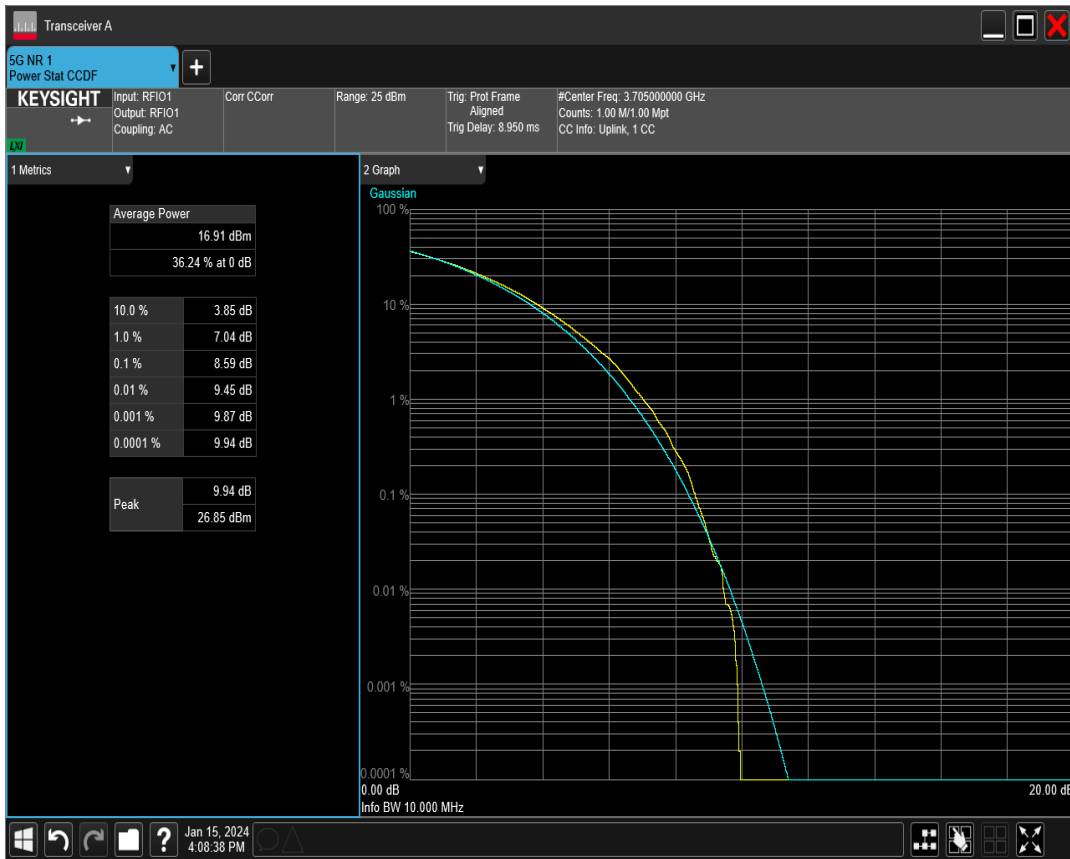 Transceiver A
5G NR 1
Power Stat CCDF
+
KEYSIGHT
LXI
Input: RFIO1
Output: RFIO1
Coupling: AC
Corr CCorr
Range: 25 dBm
Trig: Prot Frame
Aligned
Trig Delay: 8.950 ms
#Center Freq: 3.705000000 GHz
Counts: 1.00 M/1.00 Mpt
CC Info: Uplink, 1 CC
1 Metrics
Average Power
16.91 dBm
36.24 % at 0 dB
10.0 % 3.85 dB
1.0 % 7.04 dB
0.1 % 8.59 dB
0.01 % 9.45 dB
0.001 % 9.87 dB
0.0001 % 9.94 dB
Peak 9.94 dB
26.85 dBm
2 Graph
Gaussian
100 %
10 %
1 %
0.1 %
0.01 %
0.001 %
0.0001 %
0.00 dB 20.00 dB
Info BW 10.000 MHz
?
Jan 15, 2024
4:08:38 PM